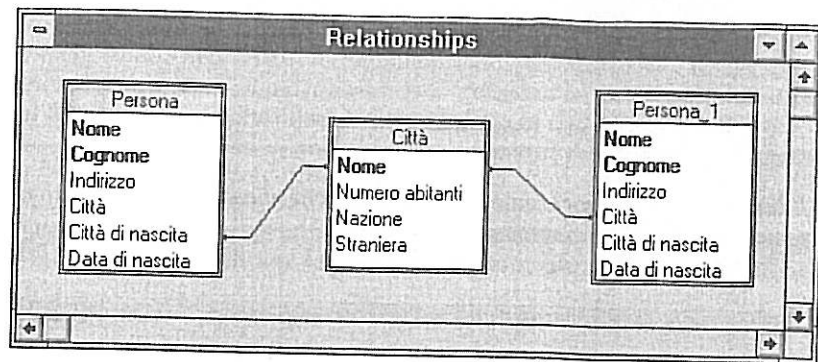 Relationships
Persona
Nome
Cognome
Indirizzo
Città
Città di nascita
Data di nascita
Città
Nome
Numero abitanti
Nazione
Straniera
Persona_1
Nome
Cognome
Indirizzo
Città
Città di nascita
Data di nascita